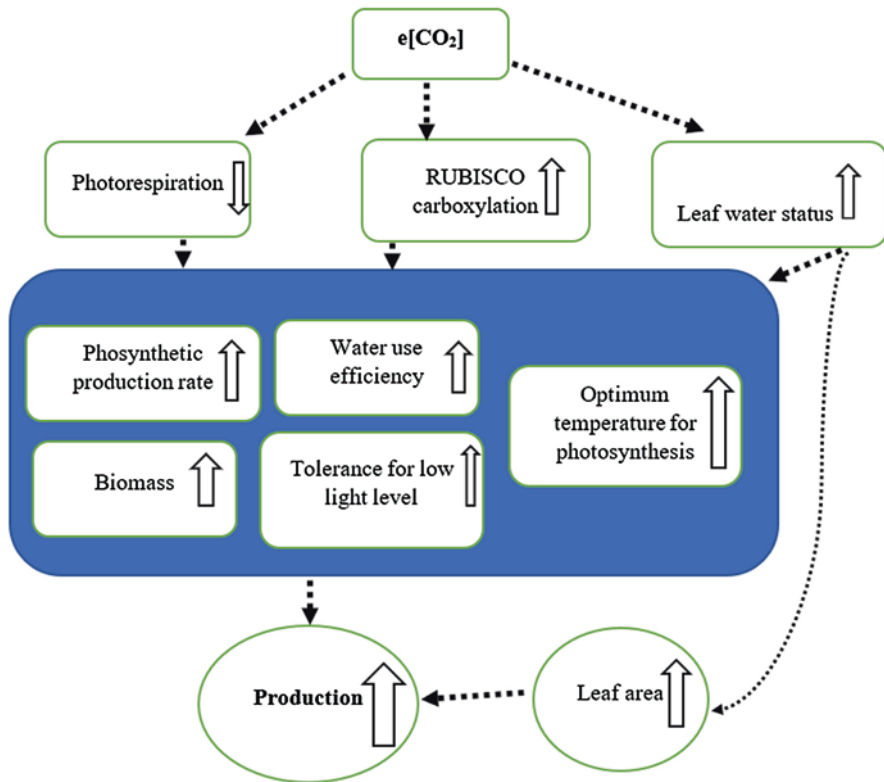 e[CO₂]
Photorespiration
RUBISCO
carboxylation
Leaf water status
Phosynthetic
production rate
Water use
efficiency
Optimum
temperature for
photosynthesis
Biomass
Tolerance for low
light level
Production
Leaf area